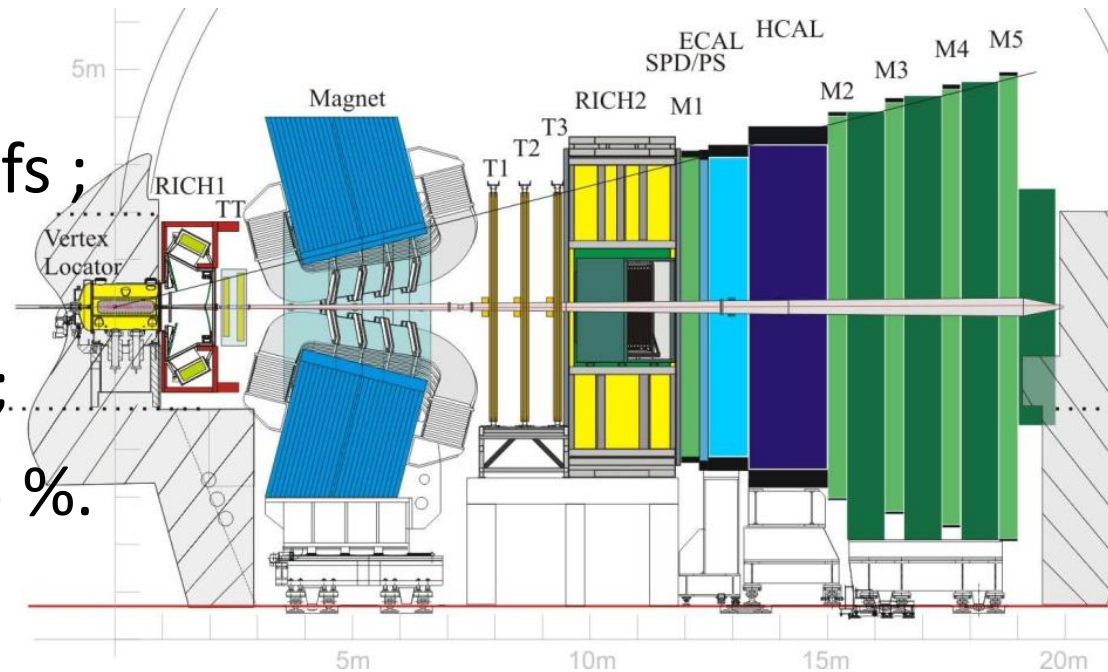 HCAL
ECAL
M5
M4
SPD/PS
M3
5m
M2
Magnet
RICH2
M1
T3
T2
fs ;
T1
RICH1
TT
Vertex
Locator
;
%.
5m
10m
15m
20m